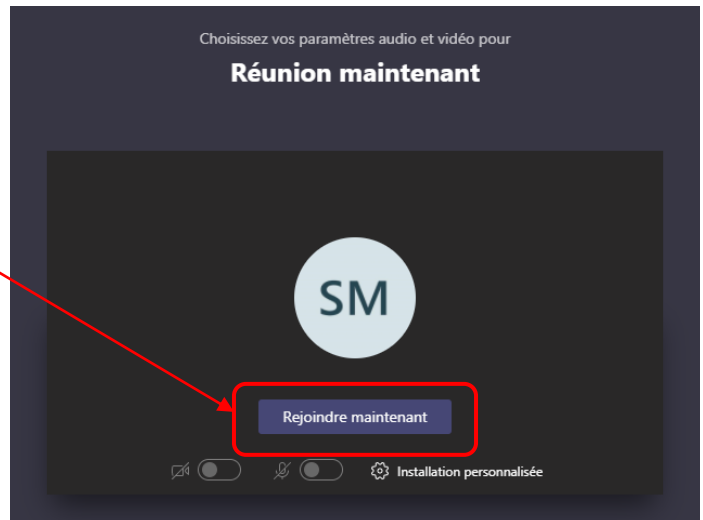 Choisissez vos paramètres audio et vidéo pour
Réunion maintenant
SM
Rejoindre maintenant
Installation personnalisée